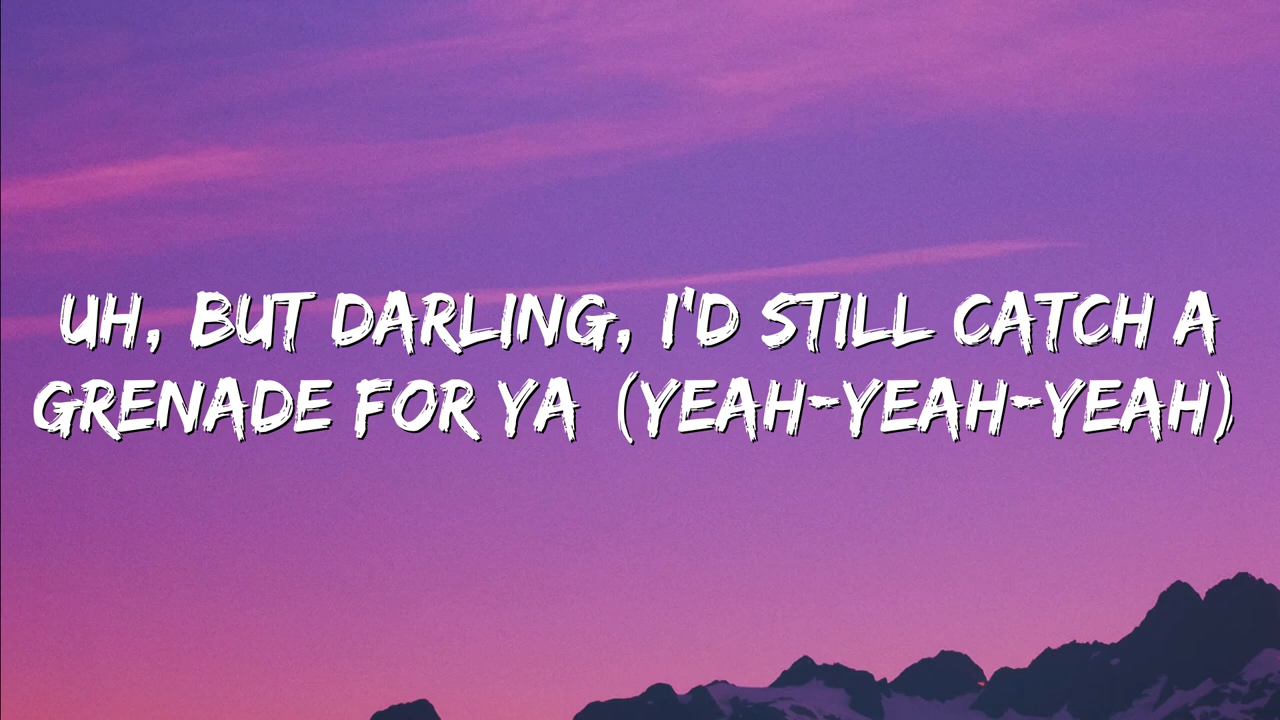 UH, BUT DARLING, I'D STILL CATCH A
GRENADE FOR YA (YEAH-YEAH-YEAH)